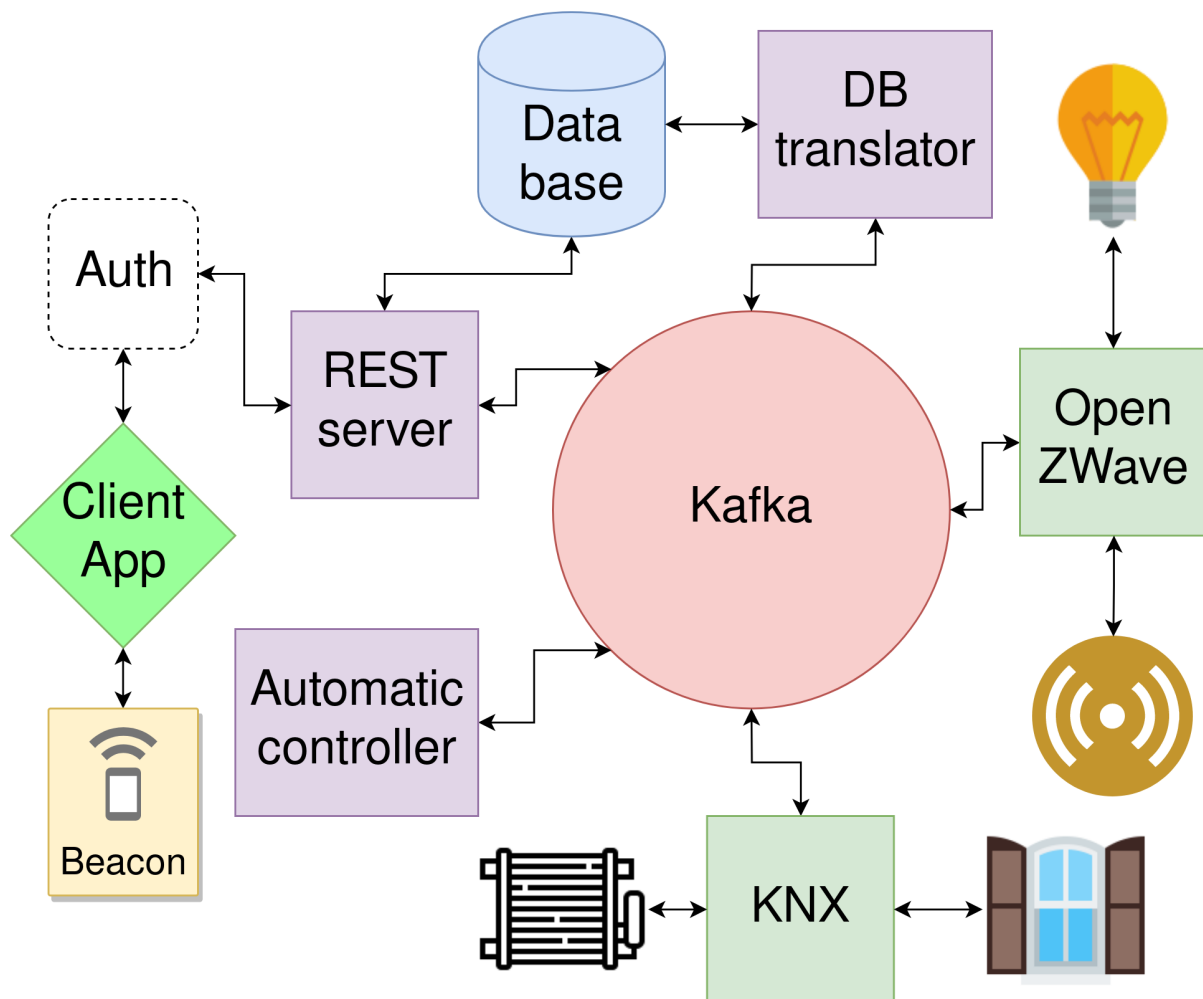 Data
base
DB
translator
Auth
REST
server
Open
ZWave
Client
App
Kafka
Automatic
controller
Beacon
KNX